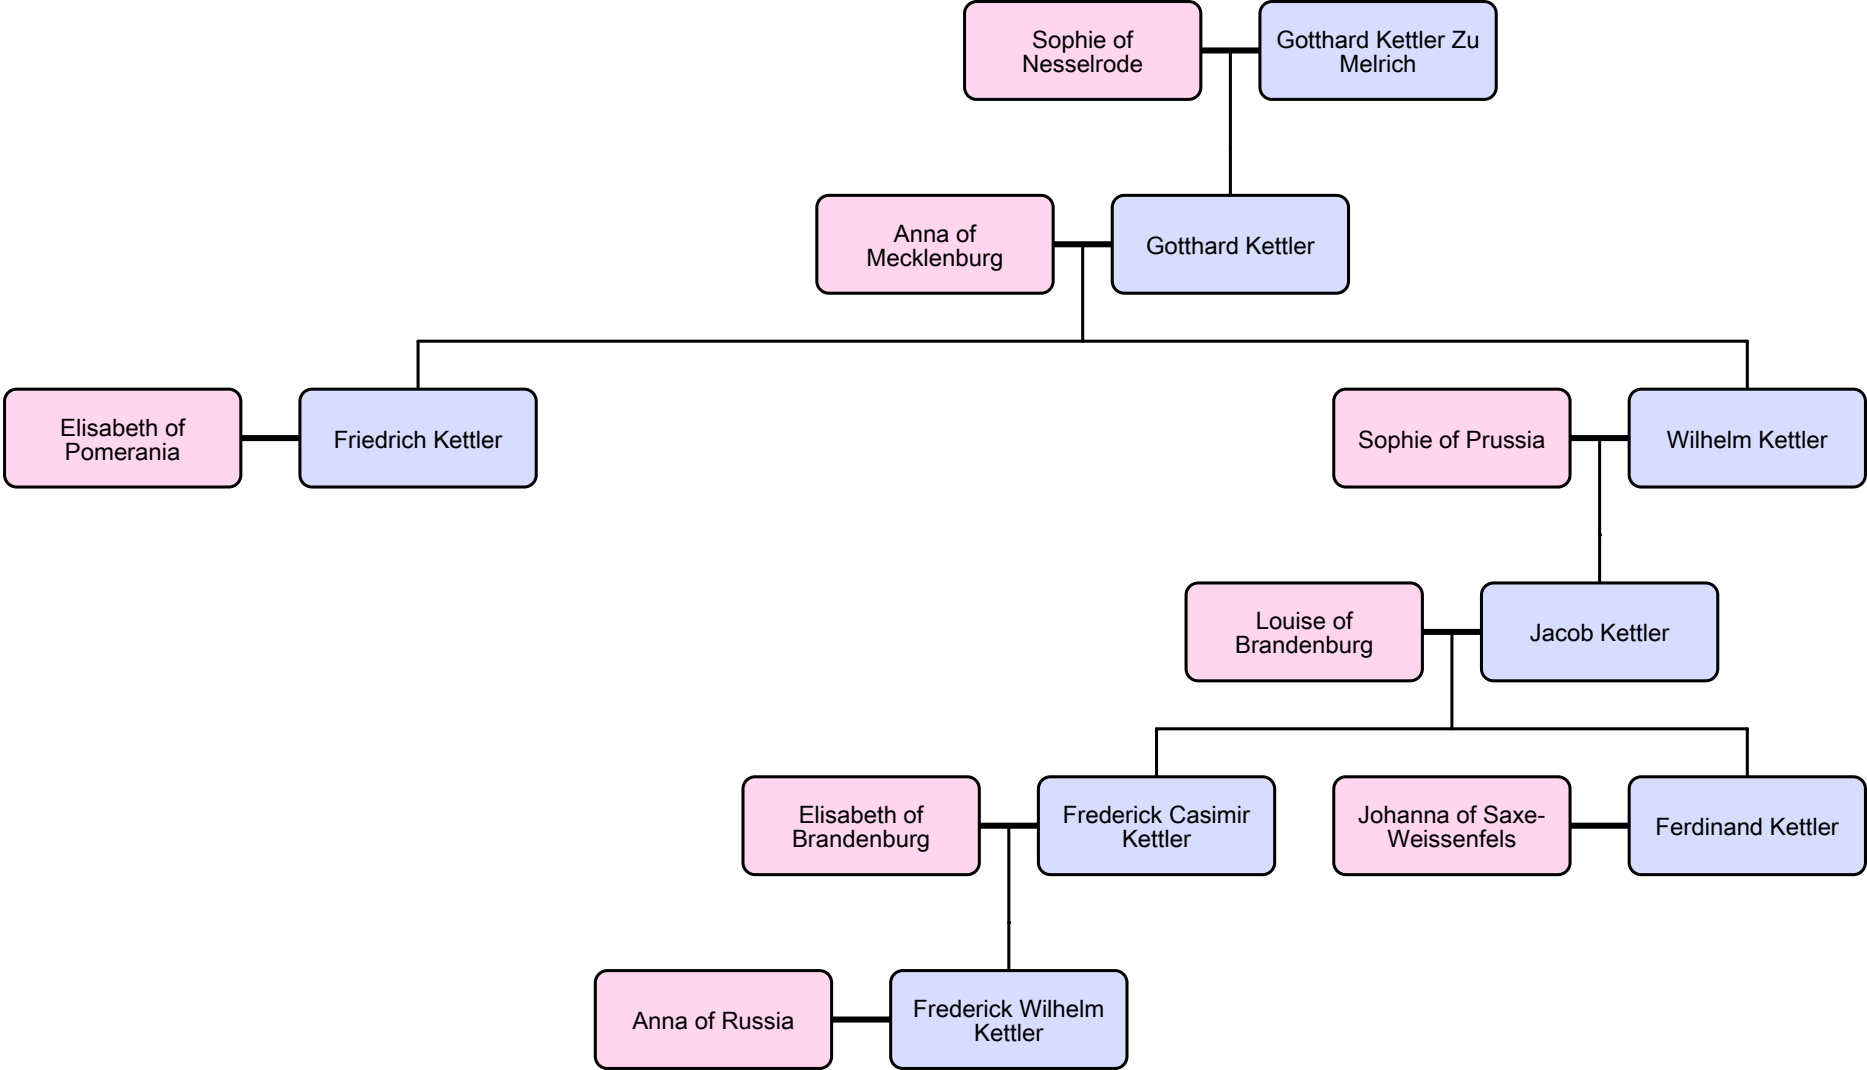 Sophie of
Nesselrode
Gotthard Kettler Zu
Melrich
Anna of
Mecklenburg
Gotthard Kettler
Elisabeth of
Pomerania
Friedrich Kettler
Sophie of Prussia
Wilhelm Kettler
Louise of
Brandenburg
Jacob Kettler
Elisabeth of
Brandenburg
Frederick Casimir
Kettler
Johanna of Saxe-
Weissenfels
Ferdinand Kettler
Anna of Russia
Frederick Wilhelm
Kettler